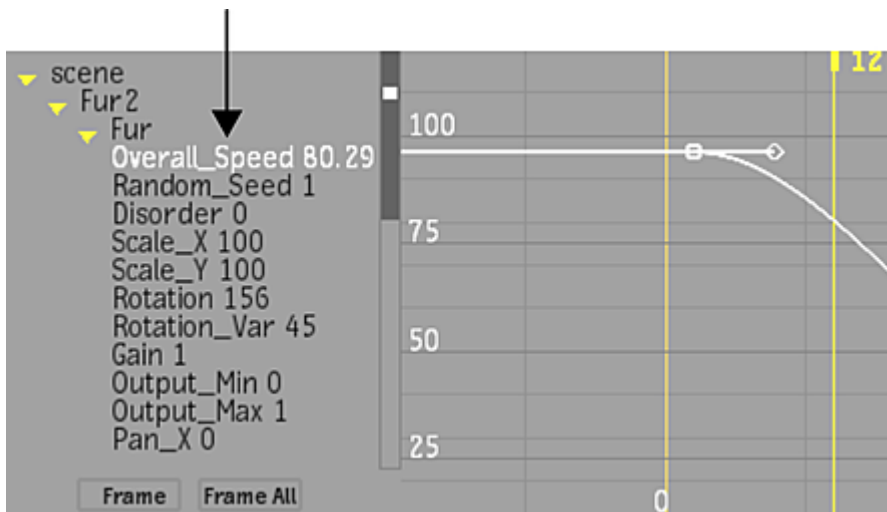 scene
Fur2
Fur
Overall_Speed 80.29
Random_Seed 1
Disorder 0
Scale_X 100
Scale_Y 100
Rotation 156
Rotation_Var 45
Gain 1
Output_Min 0
Output_Max 1
Pan_X 0
Frame Frame All
12
100
75
50
25
0